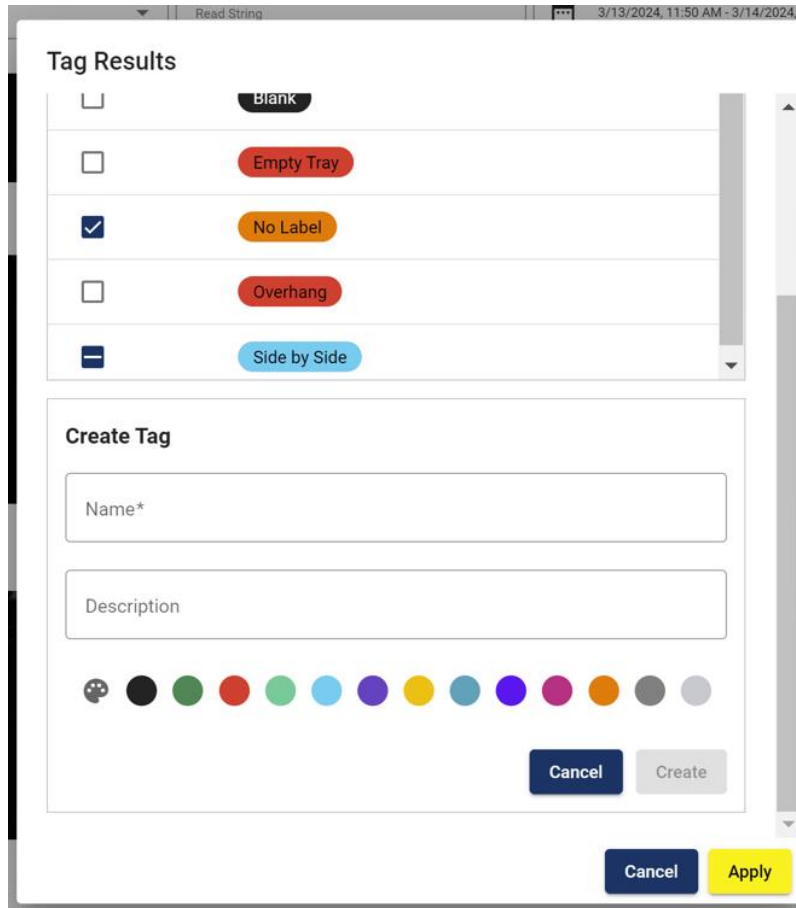 Read String
3/13/2024, 11:50 AM - 3/14/2024,
Tag Results
Blank
Empty Tray
No Label
Overhang
Side by Side
Create Tag
Name*
Description
Cancel
Create
Cancel
Apply